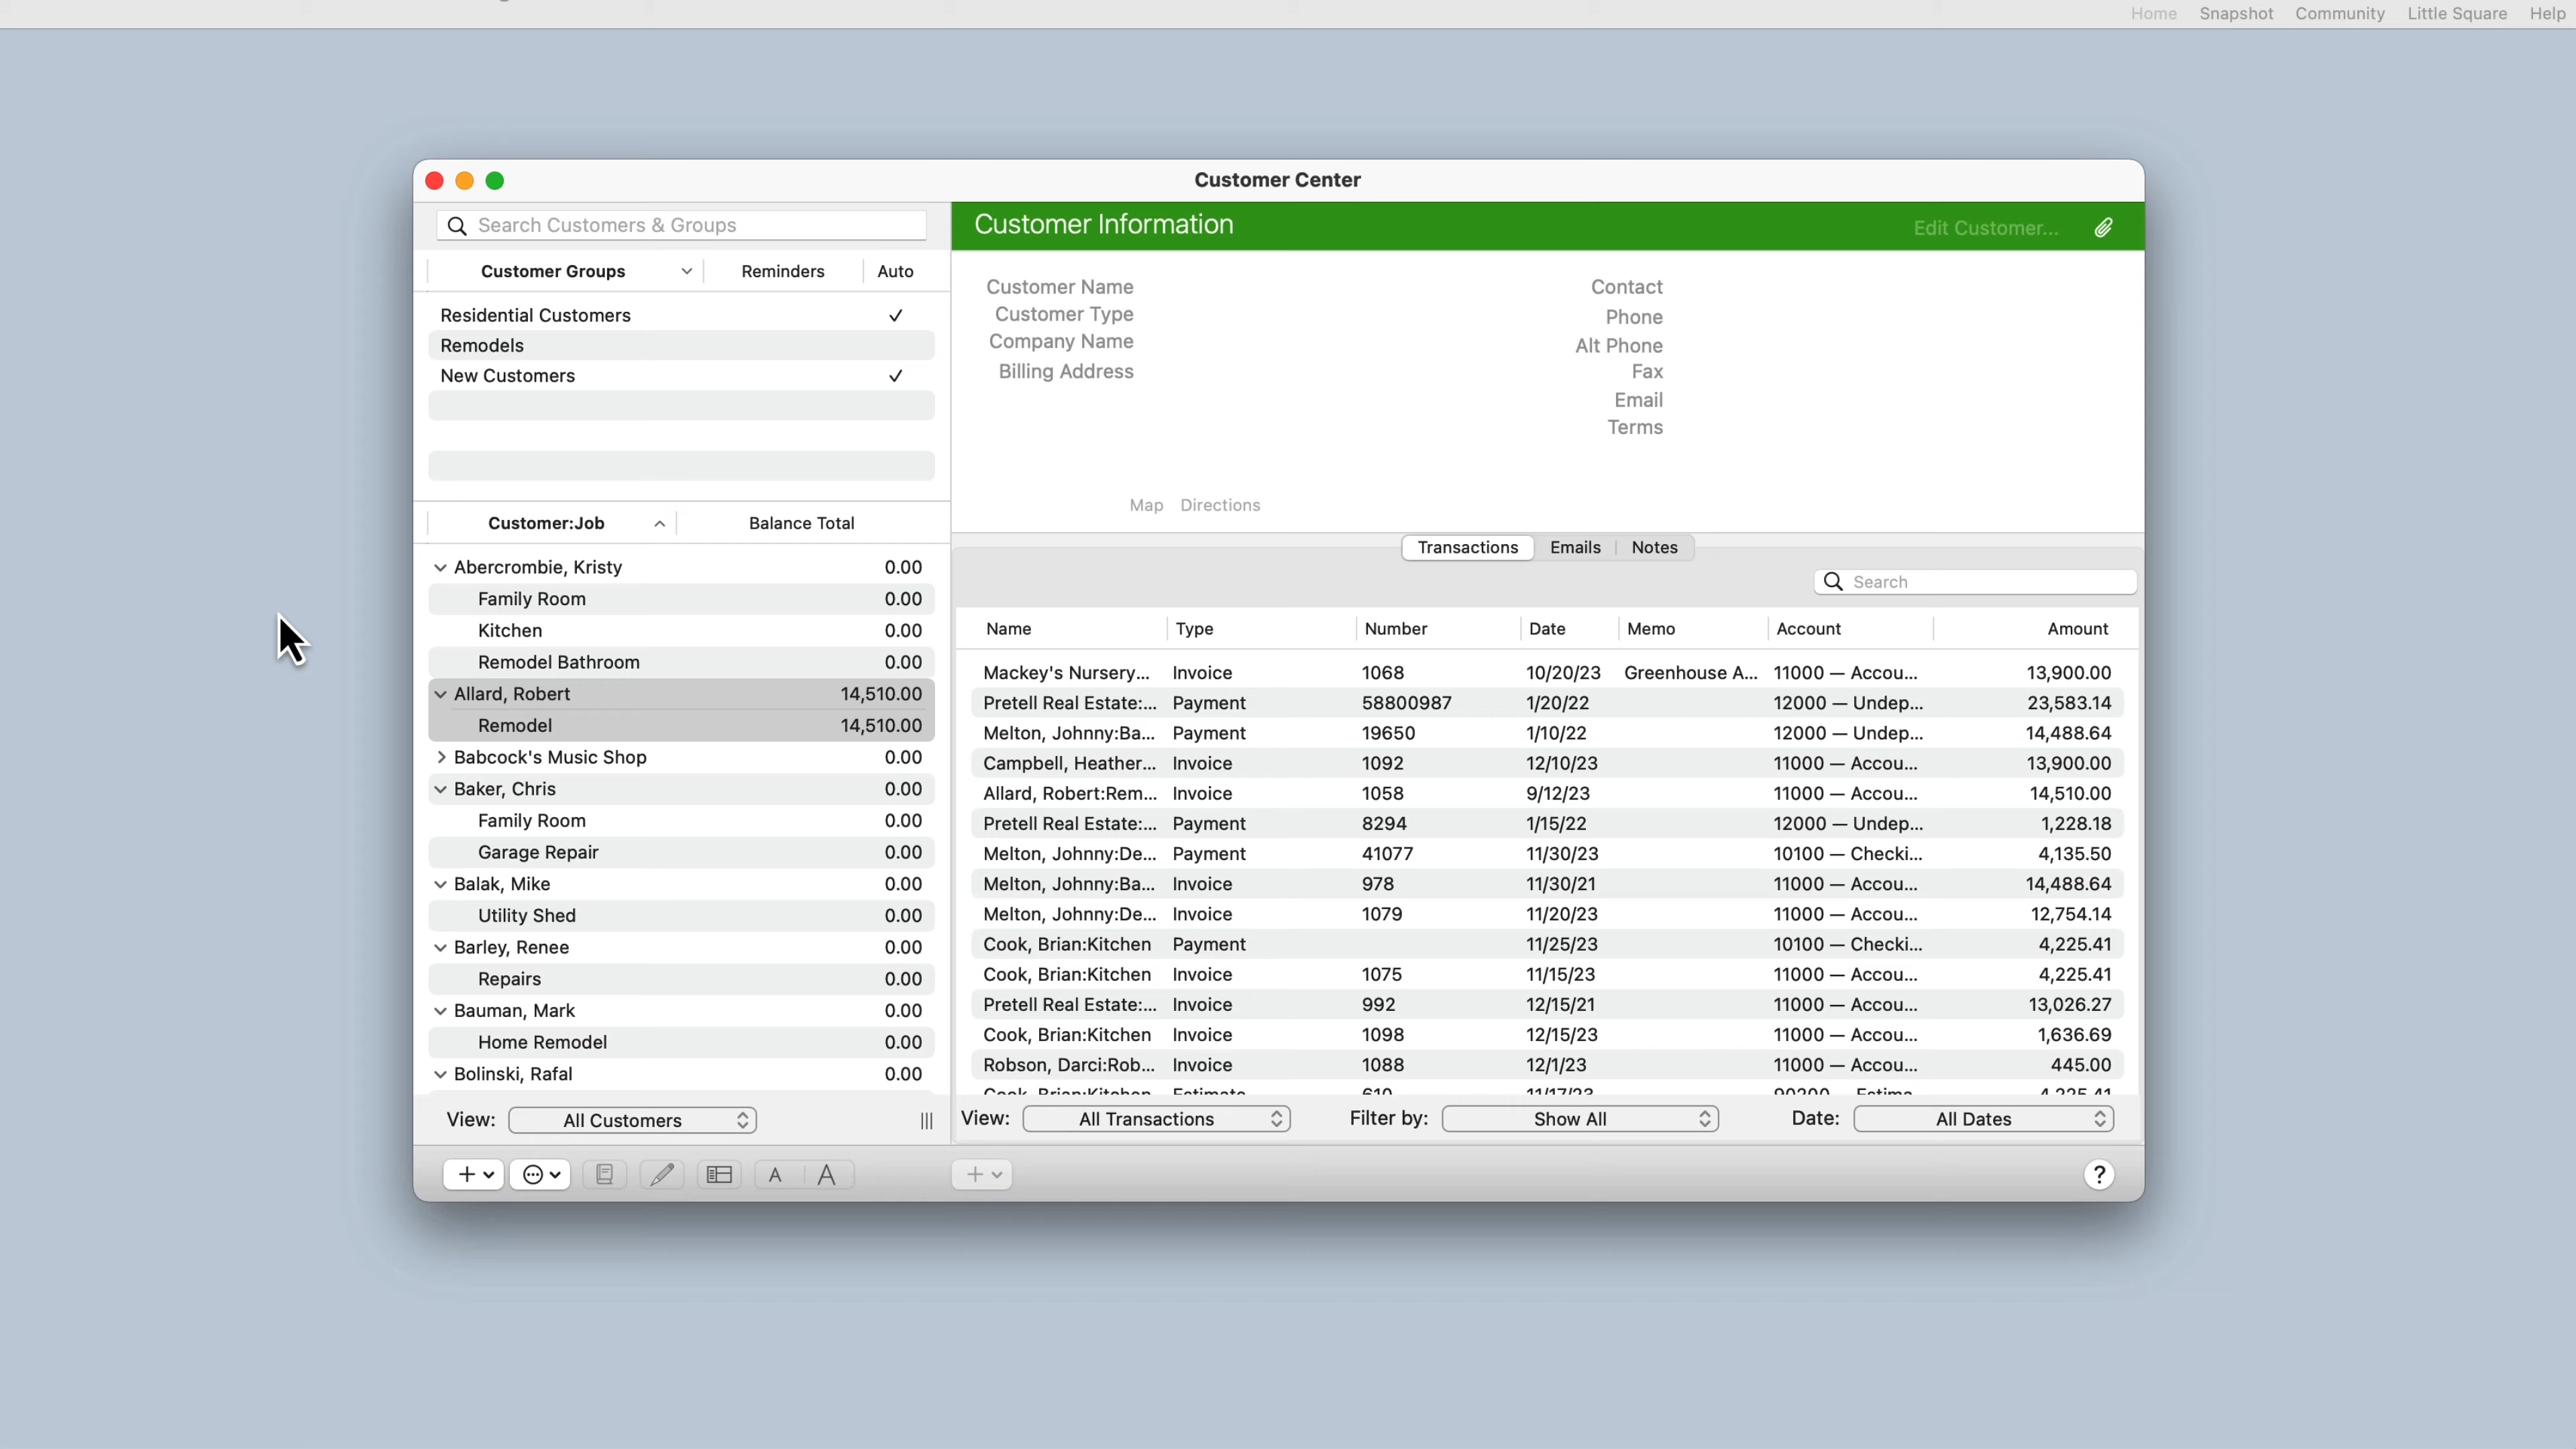 Home Snapshot Community Little Square Help
Customer Center
Search Customers & Groups
Customer Groups Reminders Auto
Residential Customers ✓
Remodels
New Customers ✓
Customer:Job Balance Total
Abercrombie, Kristy 0.00
Family Room 0.00
Kitchen 0.00
Remodel Bathroom 0.00
Allard, Robert 14,510.00
Remodel 14,510.00
Babcock's Music Shop 0.00
Baker, Chris 0.00
Family Room 0.00
Garage Repair 0.00
Balak, Mike 0.00
Utility Shed 0.00
Barley, Renee 0.00
Repairs 0.00
Bauman, Mark 0.00
Home Remodel 0.00
Bolinski, Rafal 0.00
View: All Customers
A A
Customer Information Edit Customer...
Customer Name
Customer Type
Company Name
Billing Address
Contact
Phone
Alt Phone
Fax
Email
Terms
Map Directions
Transactions Emails Notes
Search
Name Type Number Date Memo Account Amount
Mackey's Nursery... Invoice 1068 10/20/23 Greenhouse A... 11000 — Accou... 13,900.00
Pretell Real Estate:... Payment 58800987 1/20/22 12000 — Undep... 23,583.14
Melton, Johnny:Ba... Payment 19650 1/10/22 12000 — Undep... 14,488.64
Campbell, Heather... Invoice 1092 12/10/23 11000 — Accou... 13,900.00
Allard, Robert:Rem... Invoice 1058 9/12/23 11000 — Accou... 14,510.00
Pretell Real Estate:... Payment 8294 1/15/22 12000 — Undep... 1,228.18
Melton, Johnny:De... Payment 41077 11/30/23 10100 — Checki... 4,135.50
Melton, Johnny:Ba... Invoice 978 11/30/21 11000 — Accou... 14,488.64
Melton, Johnny:De... Invoice 1079 11/20/23 11000 — Accou... 12,754.14
Cook, Brian:Kitchen Payment 11/25/23 10100 — Checki... 4,225.41
Cook, Brian:Kitchen Invoice 1075 11/15/23 11000 — Accou... 4,225.41
Pretell Real Estate:... Invoice 992 12/15/21 11000 — Accou... 13,026.27
Cook, Brian:Kitchen Invoice 1098 12/15/23 11000 — Accou... 1,636.69
Robson, Darci:Rob... Invoice 1088 12/1/23 11000 — Accou... 445.00
Cook, Brian:Kitchen Estimate 610 11/17/23 90200 — Estima... 4,225.41
View: All Transactions Filter by: Show All Date: All Dates
?